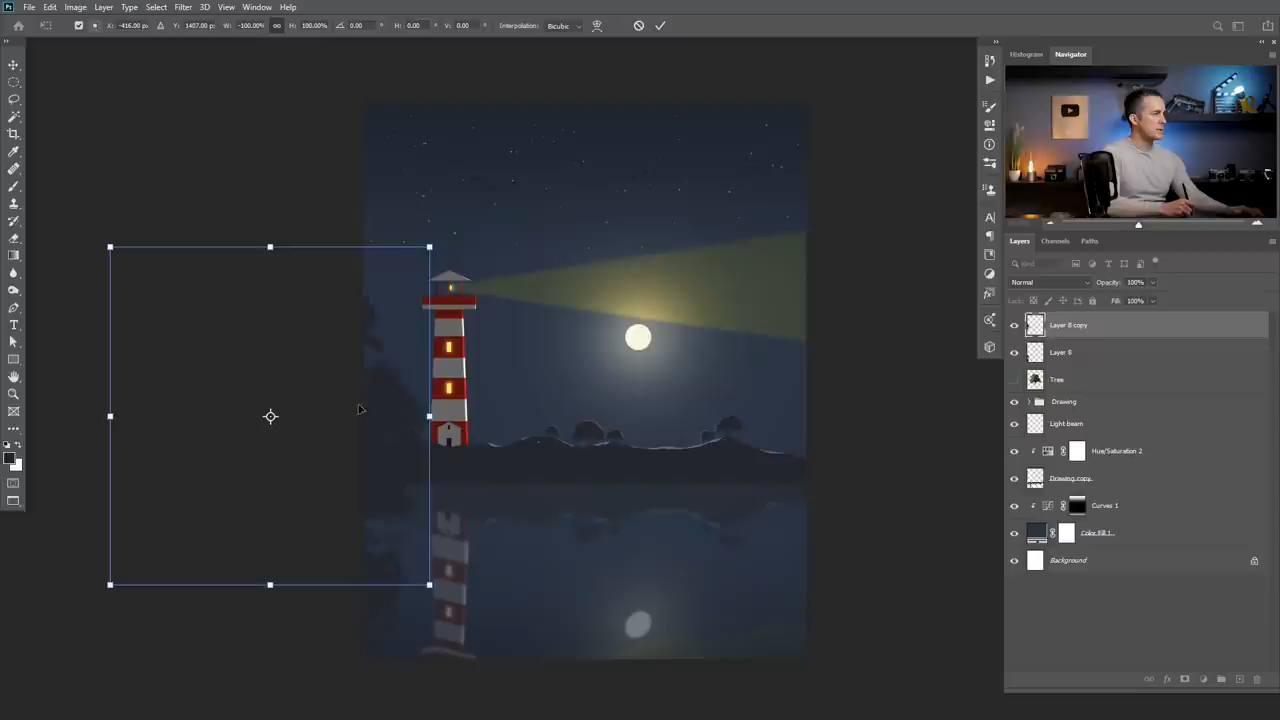 Ps File Edit Image Layer Type Select Filter 3D View Window Help
X: -416.00 px Y: 1407.00 px W: -100.00% H: 100.00% 0.00 ° H: 0.00 ° V: 0.00 ° Interpolation: Bicubic
Histogram Navigator
Layers Channels Paths
Kind
Normal Opacity: 100%
Lock: Fill: 100%
Layer 8 copy
Layer 8
Tree
Drawing
Light beam
Hue/Saturation 2
Drawing copy
Curves 1
Color Fill 1
Background